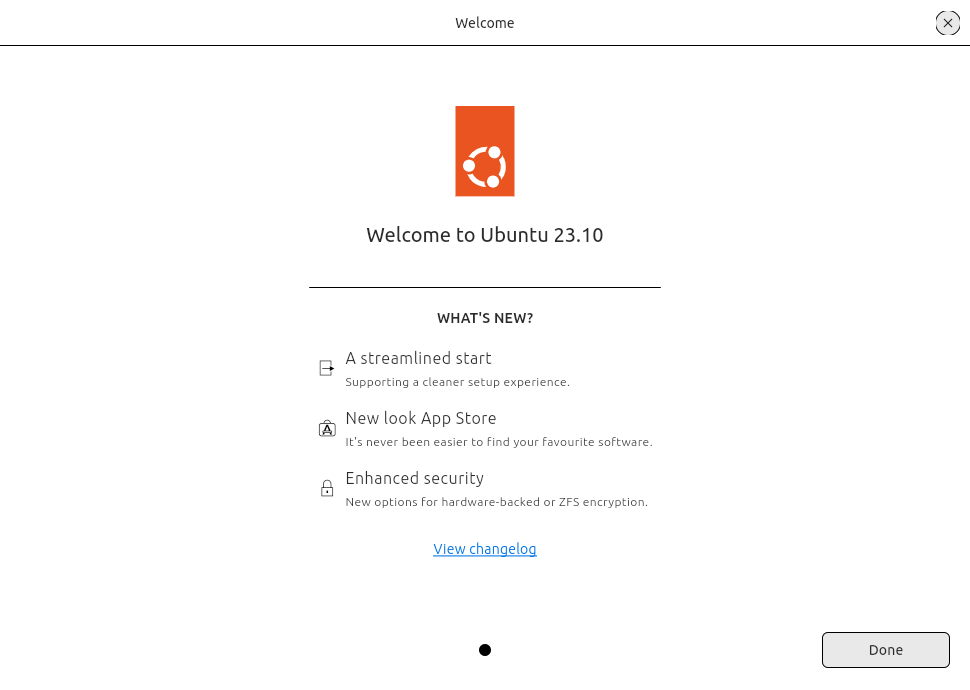 Welcome
Welcome to Ubuntu 23.10
WHAT'S NEW?
A streamlined start
Supporting a cleaner setup experience.
New look App Store
It's never been easier to find your favourite software.
Enhanced security
New options for hardware-backed or ZFS encryption.
View changelog
Done